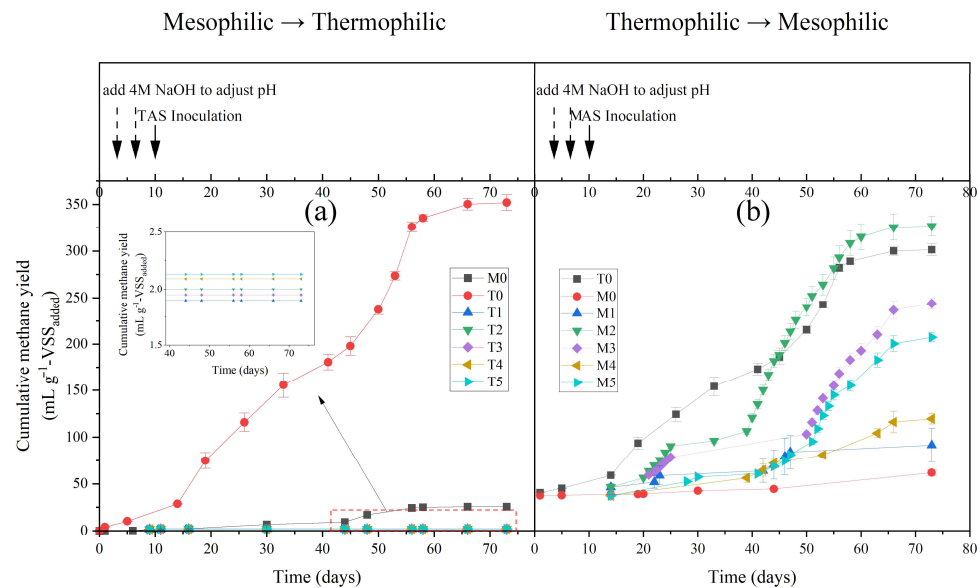 Mesophilic → Thermophilic
Thermophilic → Mesophilic
add 4M NaOH to adjust pH
TAS Inoculation
add 4M NaOH to adjust pH
MAS Inoculation
0 10 20 30 40 50 60 70
0 10 20 30 40 50 60 70 80
(a)
(b)
Cumulative methane yield
(mL g⁻¹-VSSadded)
350
300
250
200
150
100
50
0
Cumulative methane yield
(mL g⁻¹-VSSadded)
2.5
2.0
1.5
40 50 60 70
Time (days)
M0
T0
T1
T2
T3
T4
T5
T0
M0
M1
M2
M3
M4
M5
0 10 20 30 40 50 60 70 80
10 20 30 40 50 60 70 80
Time (days)
Time (days)